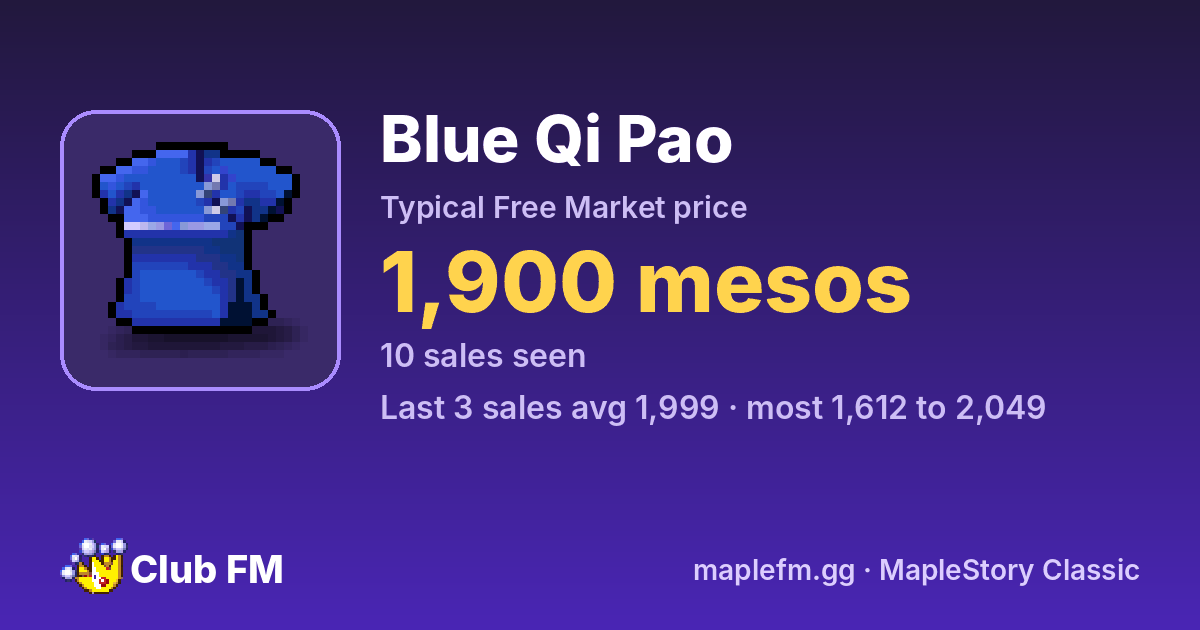 Blue Qi Pao
Typical Free Market price
1,900 mesos
10 sales seen
Last 3 sales avg 1,999 · most 1,612 to 2,049
Club FM
maplefm.gg · MapleStory Classic